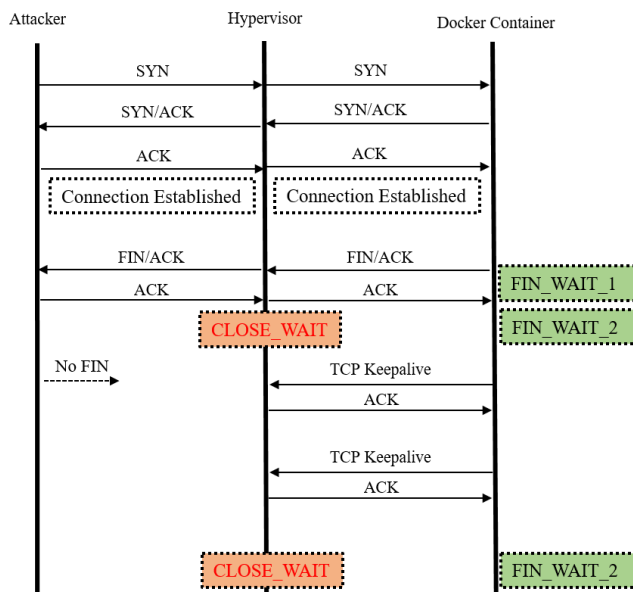 Attacker
Hypervisor
Docker Container
SYN
SYN
SYN/ACK
SYN/ACK
ACK
ACK
Connection Established
Connection Established
FIN/ACK
FIN/ACK
FIN_WAIT_1
ACK
ACK
CLOSE_WAIT
FIN_WAIT_2
No FIN
TCP Keepalive
ACK
TCP Keepalive
ACK
CLOSE_WAIT
FIN_WAIT_2